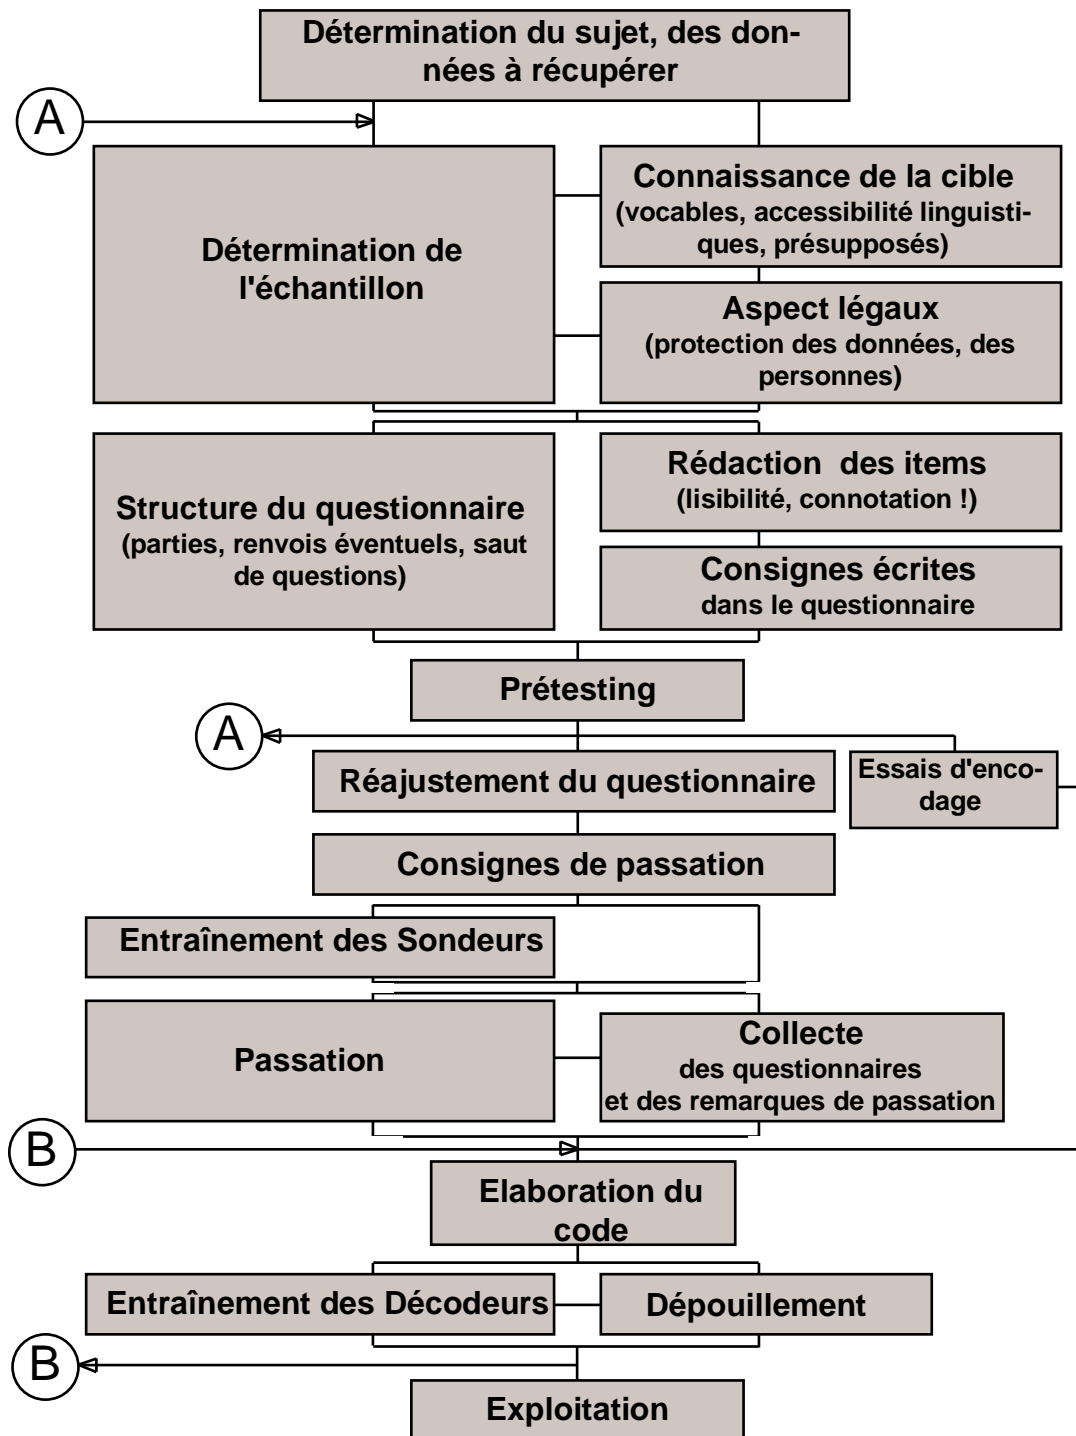 Détermination du sujet, des don-
nées à récupérer
A
Détermination de
l'échantillon
Connaissance de la cible
(vocables, accessibilité linguisti-
ques, présupposés)
Aspect légaux
(protection des données, des
personnes)
Structure du questionnaire
(parties, renvois éventuels, saut
de questions)
Rédaction des items
(lisibilité, connotation !)
Consignes écrites
dans le questionnaire
Prétesting
A
Réajustement du questionnaire
Essais d'enco-
dage
Consignes de passation
Entraînement des Sondeurs
Passation
Collecte
des questionnaires
et des remarques de passation
B
Elaboration du
code
Entraînement des Décodeurs
Dépouillement
B
Exploitation